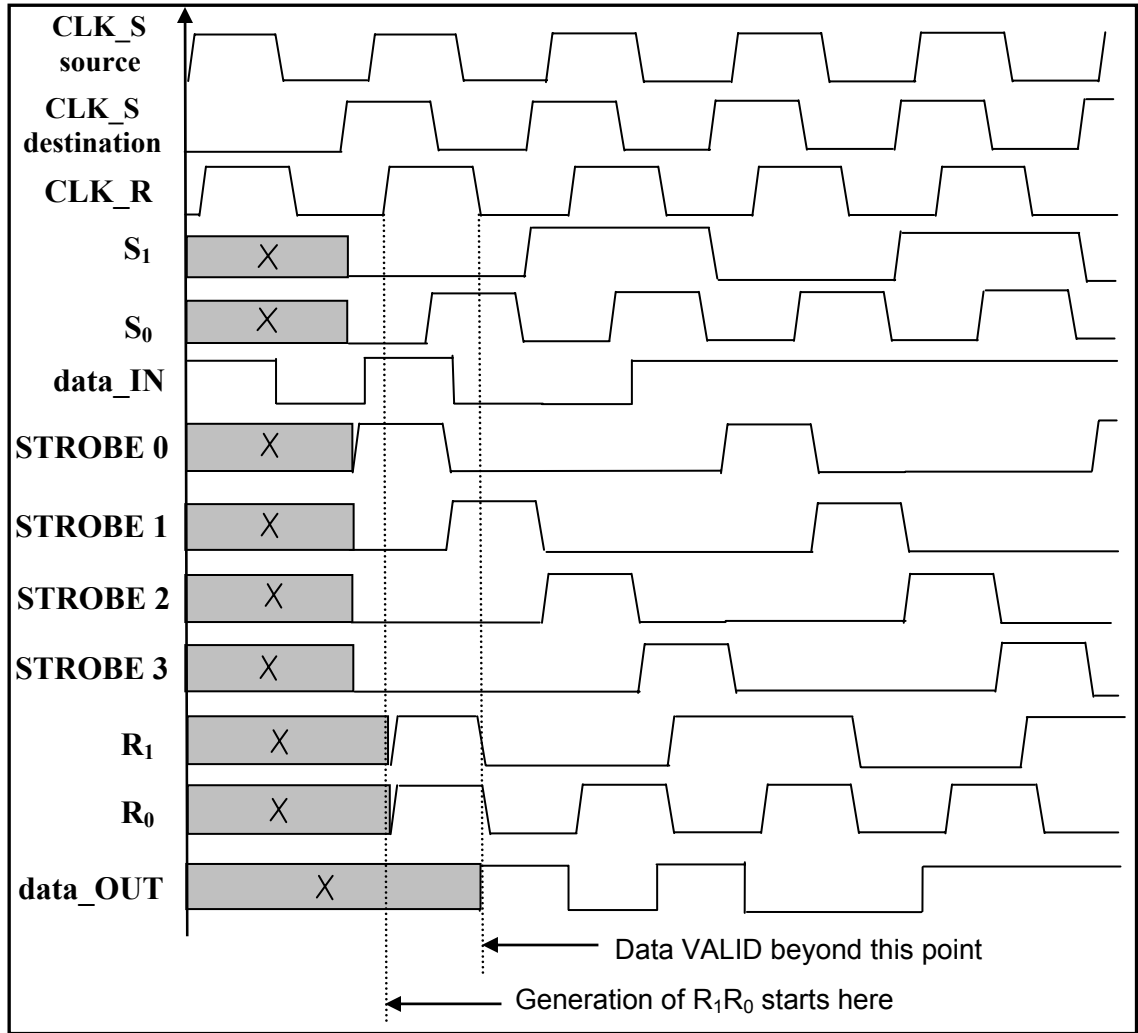 CLK_S
source
CLK_S
destination
CLK_R
S₁
X
S₀
X
data_IN
STROBE 0
X
STROBE 1
X
STROBE 2
X
STROBE 3
X
R₁
X
R₀
X
data_OUT
X
Data VALID beyond this point
Generation of R₁R₀ starts here